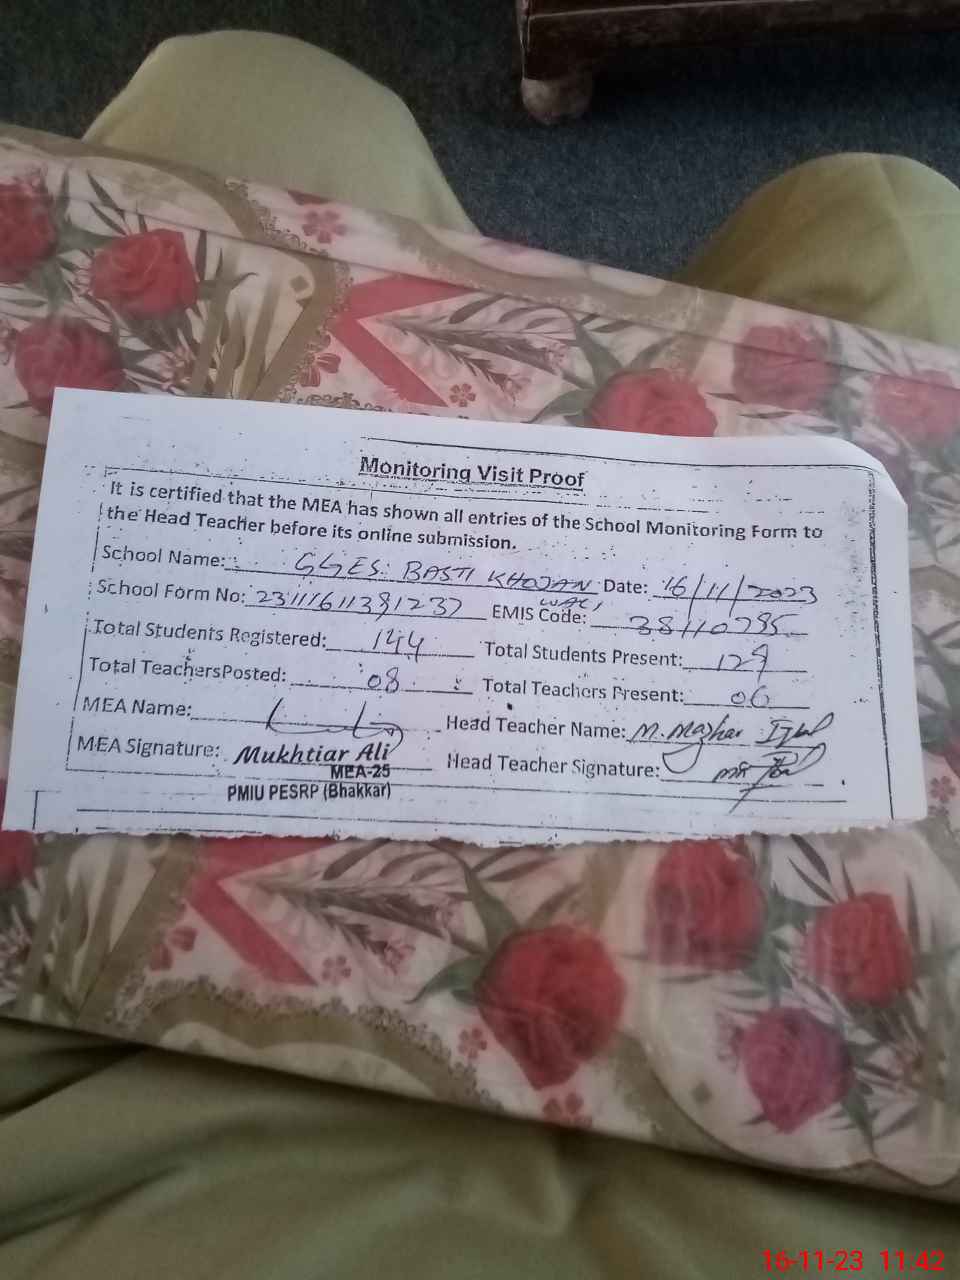 Monitoring Visit Proof
It is certified that the MEA has shown all entries of the School Monitoring Form to
the Head Teacher before its online submission.
School Name: GGES. BASTI KHOJAN WALI Date: 16/11/2023
School Form No: EMIS Code: 38110785
Total Students Registered: 144 Total Students Present: 129
Total TeachersPosted: 08 Total Teachers Present: 06
MEA Name: Head Teacher Name: M. Mazhar Iqbal
MEA Signature: Mukhtiar Ali Head Teacher Signature:
MEA-25
PMIU PESRP (Bhakkar)
16-11-23 11:42